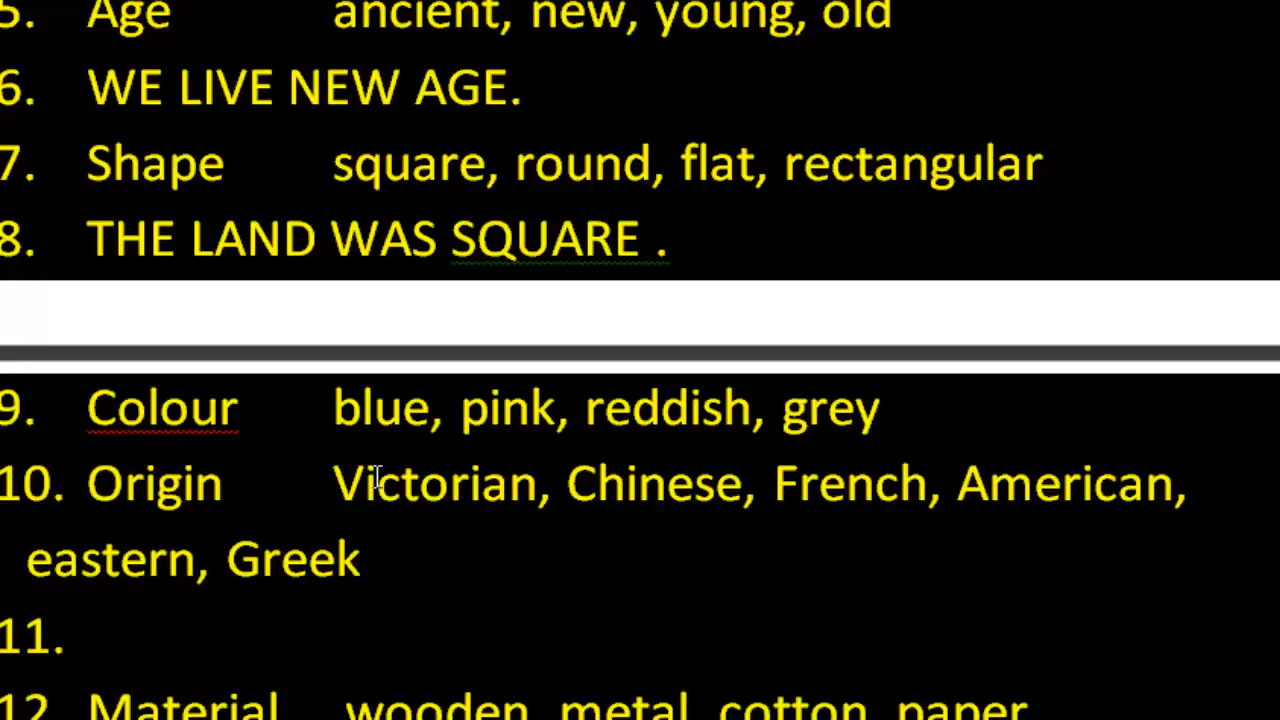 5. Age ancient, new, young, old
6. WE LIVE NEW AGE.
7. Shape square, round, flat, rectangular
8. THE LAND WAS SQUARE .
9. Colour blue, pink, reddish, grey
10. Origin Victorian, Chinese, French, American,
eastern, Greek
11.
12. Material wooden, metal, cotton, paper